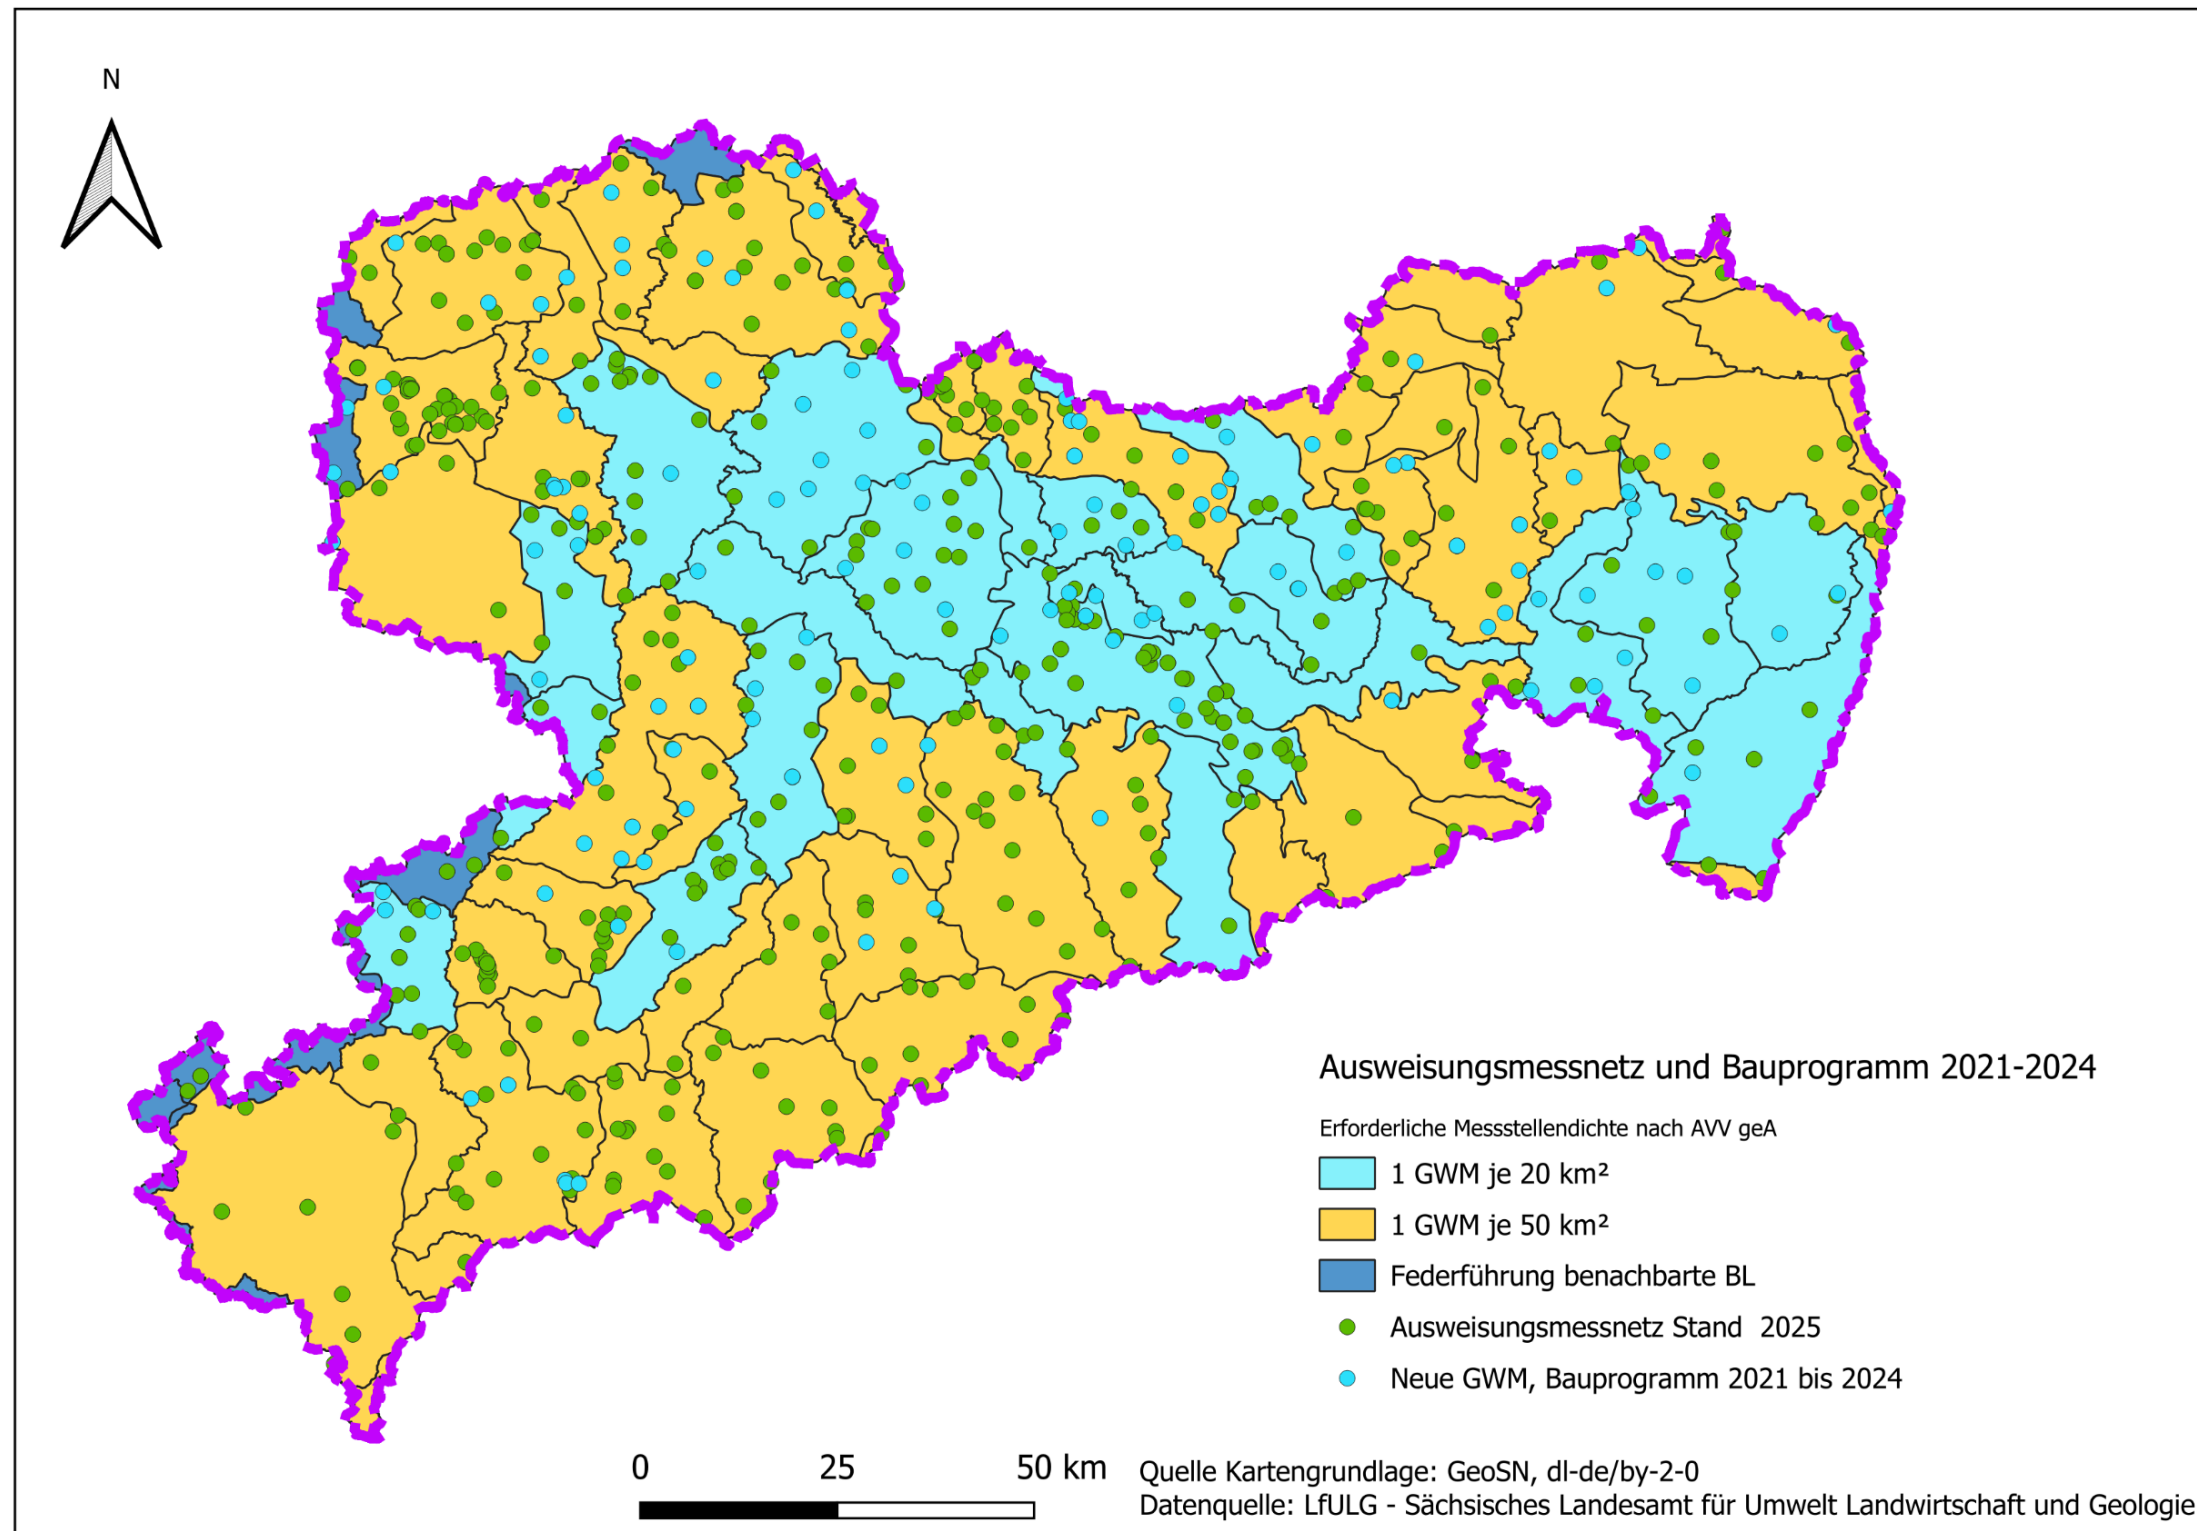 N
Ausweisungsmessnetz und Bauprogramm 2021-2024
Erforderliche Messstellendichte nach AVV geA
1 GWM je 20 km²
1 GWM je 50 km²
Federführung benachbarte BL
Ausweisungsmessnetz Stand 2025
Neue GWM, Bauprogramm 2021 bis 2024
0 25 50 km
Quelle Kartengrundlage: GeoSN, dl-de/by-2-0
Datenquelle: LfULG - Sächsisches Landesamt für Umwelt Landwirtschaft und Geologie